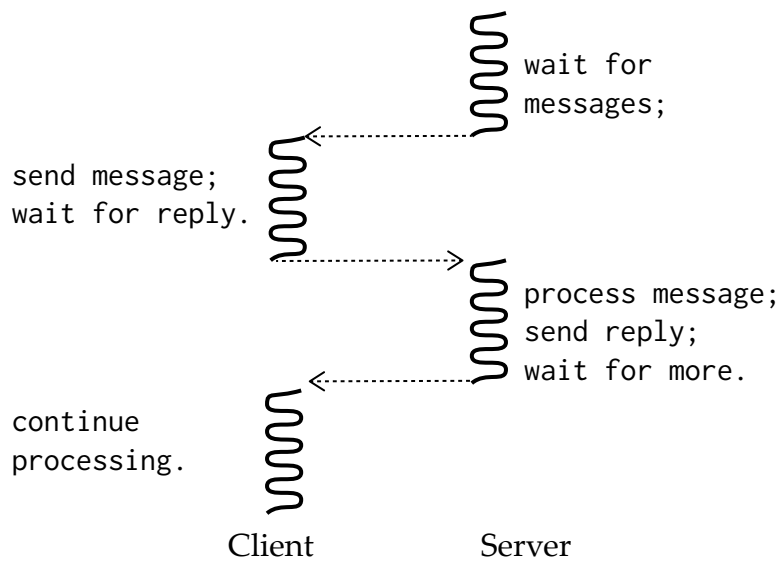 wait for
messages;
send message;
wait for reply.
process message;
send reply;
wait for more.
continue
processing.
Client
Server